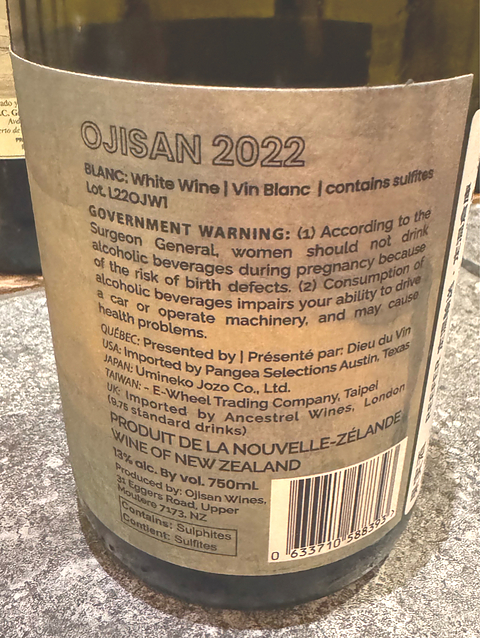 OJISAN 2022
BLANC; White Wine | Vin Blanc | contains sulfites
Lot. L22OJW1
GOVERNMENT WARNING: (1) According to the
Surgeon General, women should not drink
alcoholic beverages during pregnancy because
of the risk of birth defects. (2) Consumption of
alcoholic beverages impairs your ability to drive
a car or operate machinery, and may cause
health problems.
QUÉBEC: Presented by | Présenté par: Dieu du Vin
USA: Imported by Pangea Selections Austin, Texas
JAPAN: Umineko Jozo Co., Ltd.
TAIWAN: - E-Wheel Trading Company, Taipei
UK: Imported by Ancestrel Wines, London
(9.75 standard drinks)
PRODUIT DE LA NOUVELLE-ZÉLANDE
WINE OF NEW ZEALAND
13% alc. By vol. 750mL
Produced by: Ojisan Wines,
31 Eggers Road, Upper
Moutere 7173, NZ
Contains: Sulphites
Contient: Sulfites
0 633710 588393